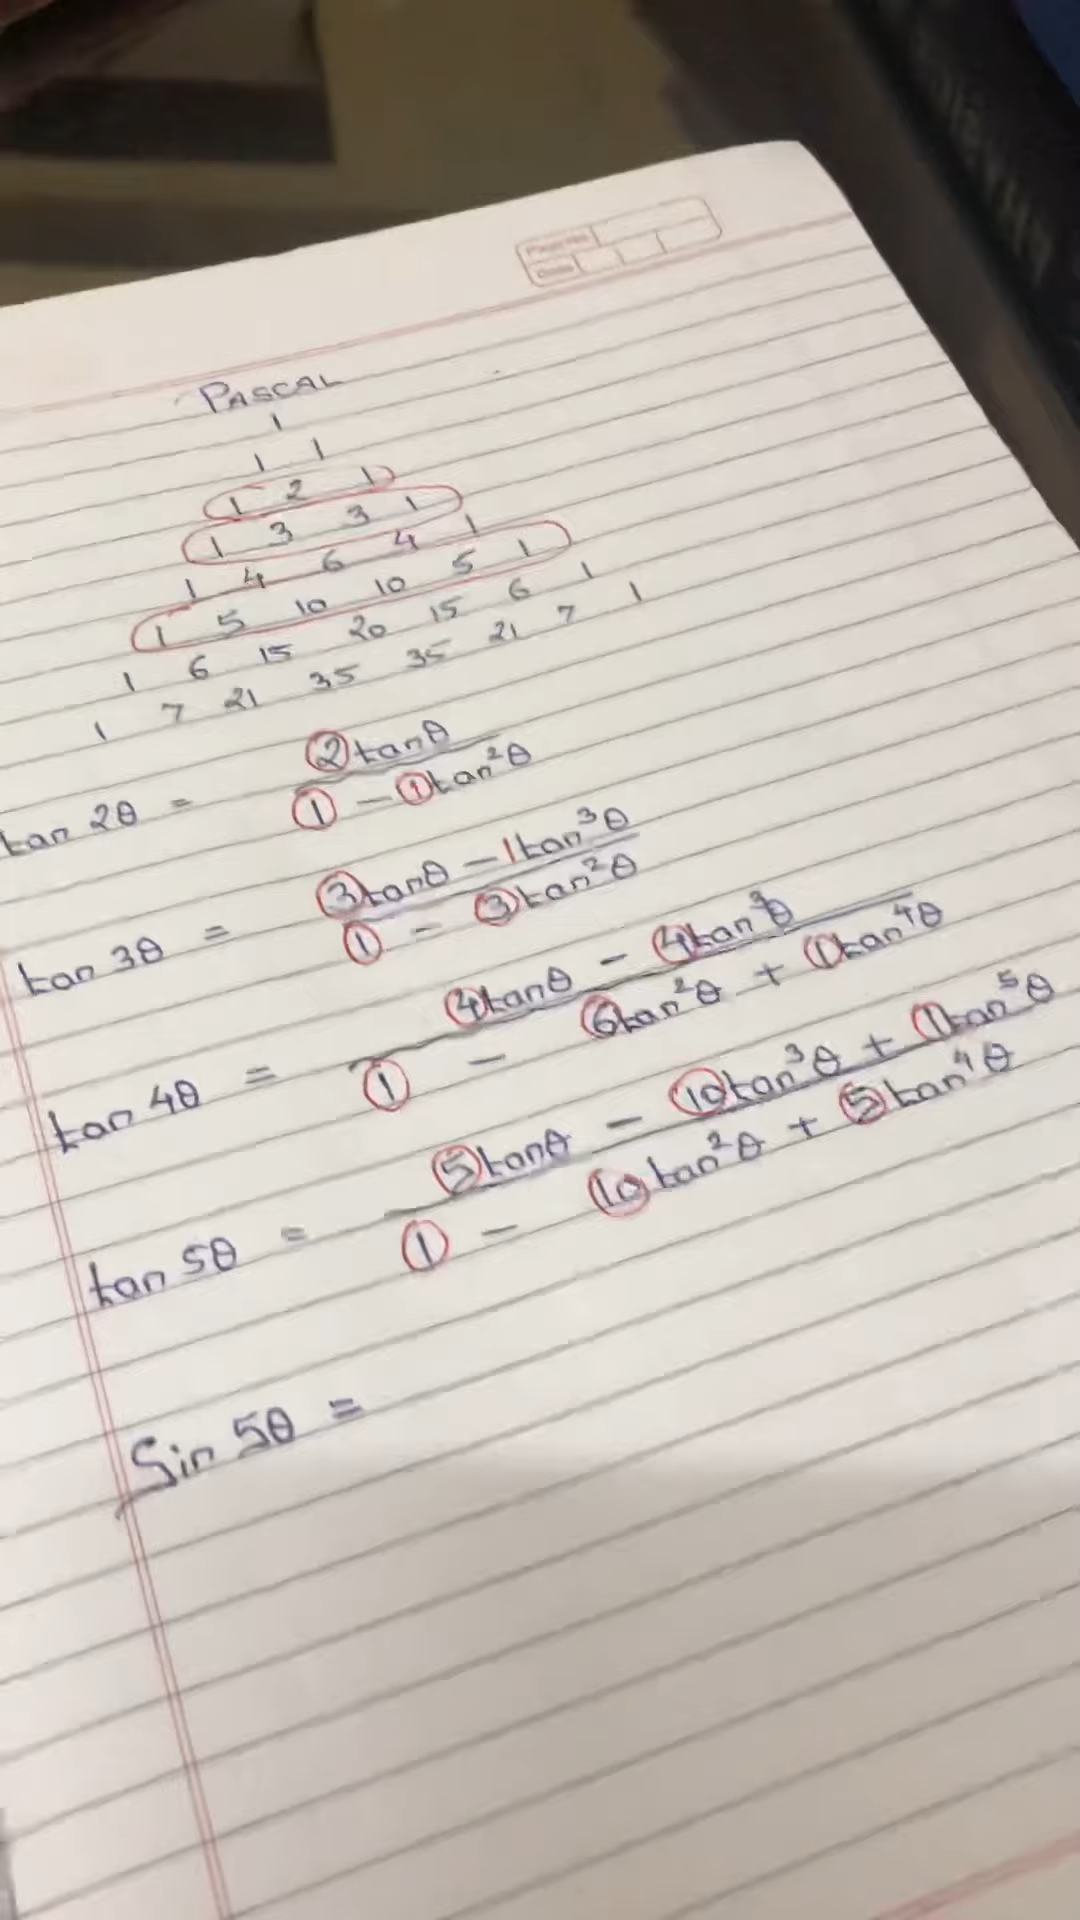 Page No.
Date
PASCAL
1
1 1
1 2 1
1 3 3 1
1 4 6 4 1
1 5 10 10 5 1
1 6 15 20 15 6 1
1 7 21 35 35 21 7 1
tan 2θ = 2tanθ / 1 - 1tan²θ
tan 3θ = 3tanθ - 1tan³θ / 1 - 3tan²θ
tan 4θ = 4tanθ - 4tan³θ / 1 - 6tan²θ + 1tan⁴θ
tan 5θ = 5tanθ - 10tan³θ + 1tan⁵θ / 1 - 10tan²θ + 5tan⁴θ
Sin 5θ =